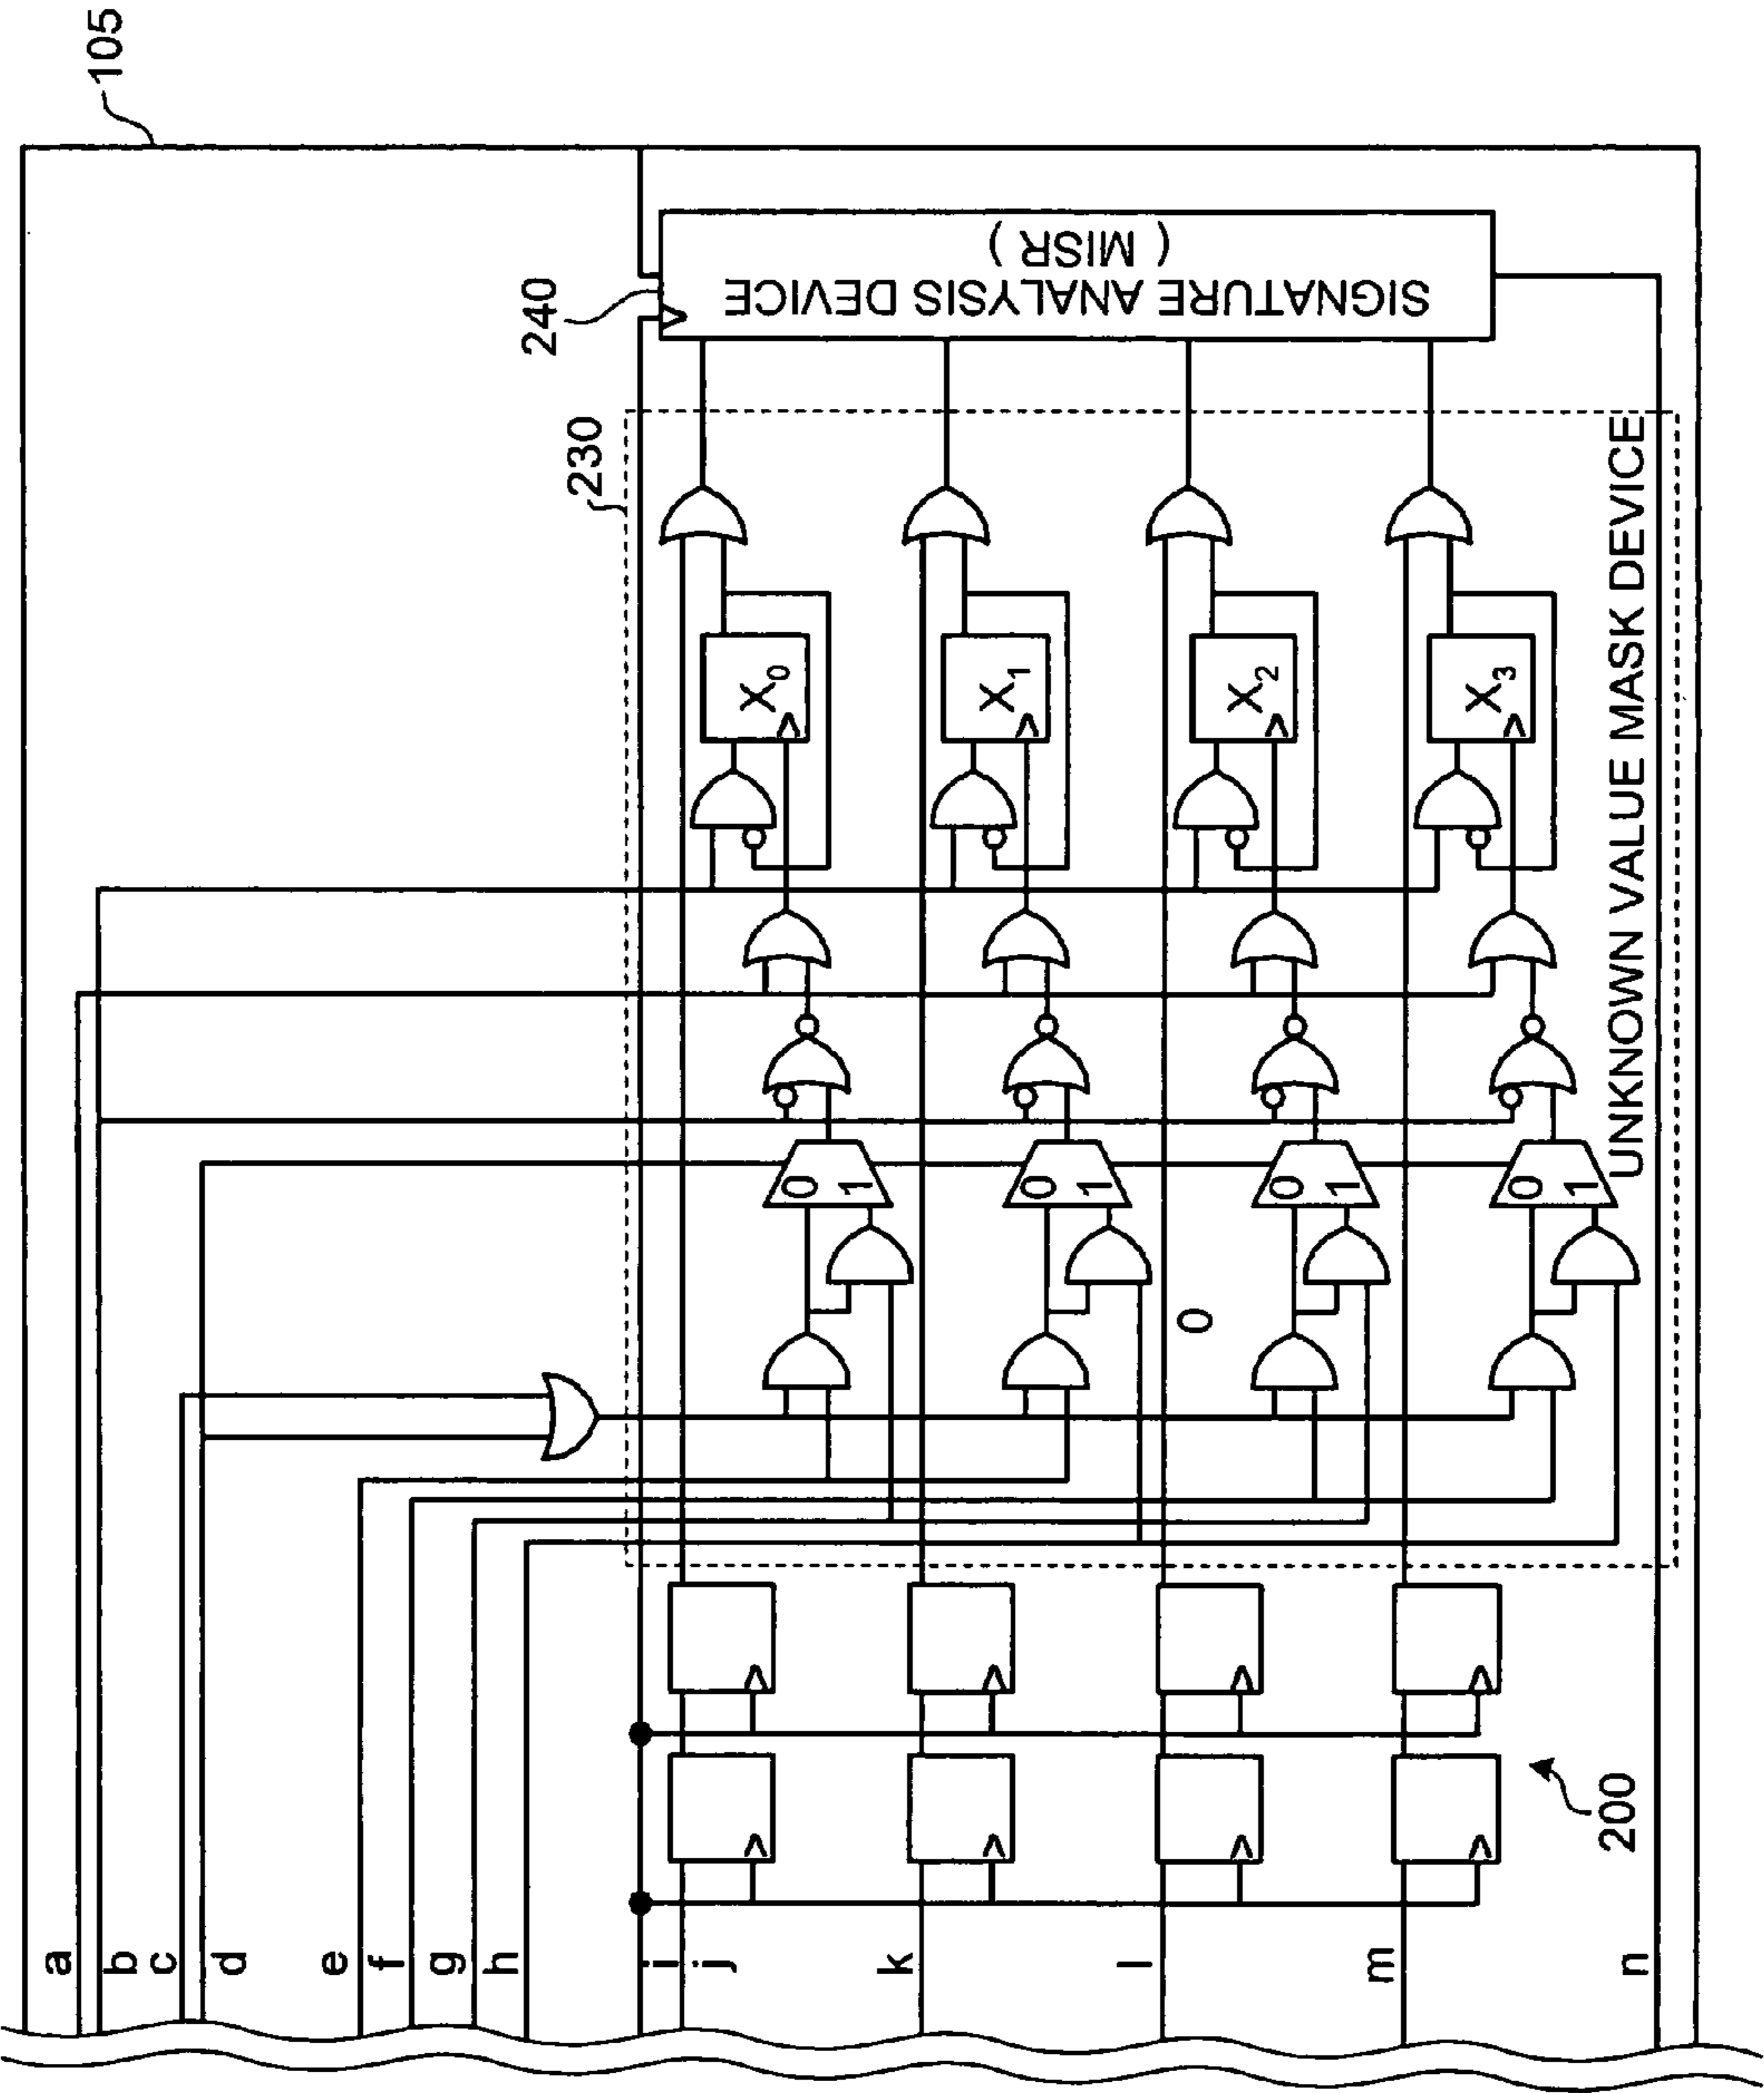 105
a
b
c
d
e
f
g
h
i
j
k
l
m
n
200
230
240
0
1
0
1
0
1
0
1
0
X0
X1
X2
X3
UNKNOWN VALUE MASK DEVICE
SIGNATURE ANALYSIS DEVICE
( MISR )